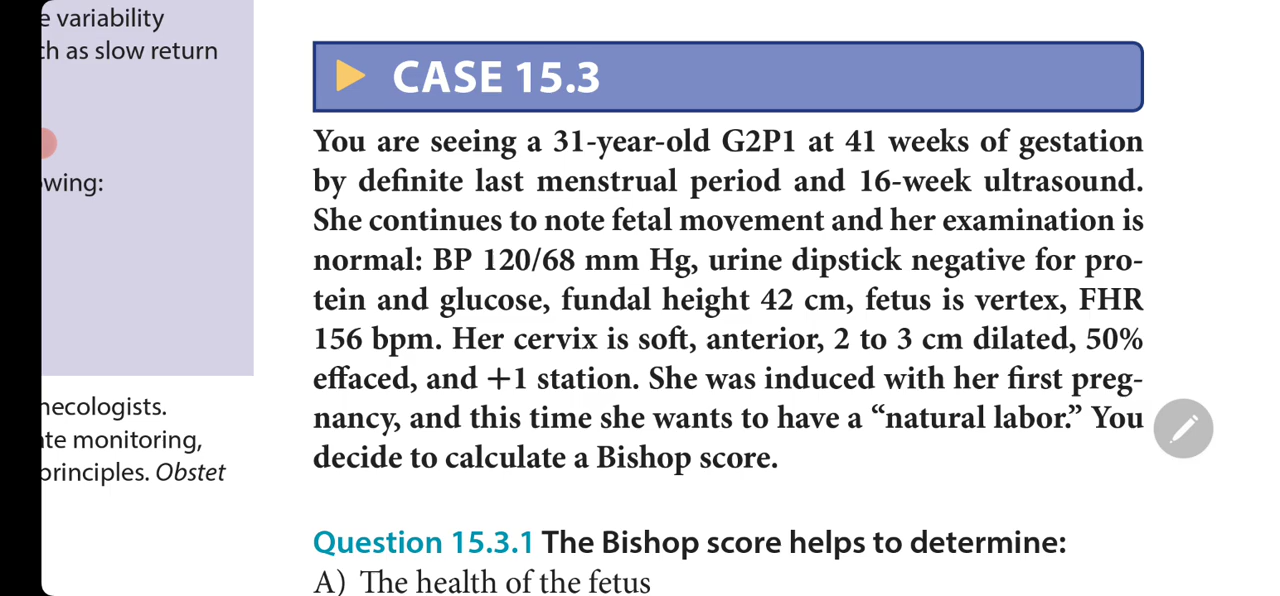 e variability
ch as slow return
wing:
necologists.
te monitoring,
principles. Obstet
CASE 15.3
You are seeing a 31-year-old G2P1 at 41 weeks of gestation
by definite last menstrual period and 16-week ultrasound.
She continues to note fetal movement and her examination is
normal: BP 120/68 mm Hg, urine dipstick negative for pro-
tein and glucose, fundal height 42 cm, fetus is vertex, FHR
156 bpm. Her cervix is soft, anterior, 2 to 3 cm dilated, 50%
effaced, and +1 station. She was induced with her first preg-
nancy, and this time she wants to have a “natural labor.” You
decide to calculate a Bishop score.
Question 15.3.1 The Bishop score helps to determine:
A) The health of the fetus